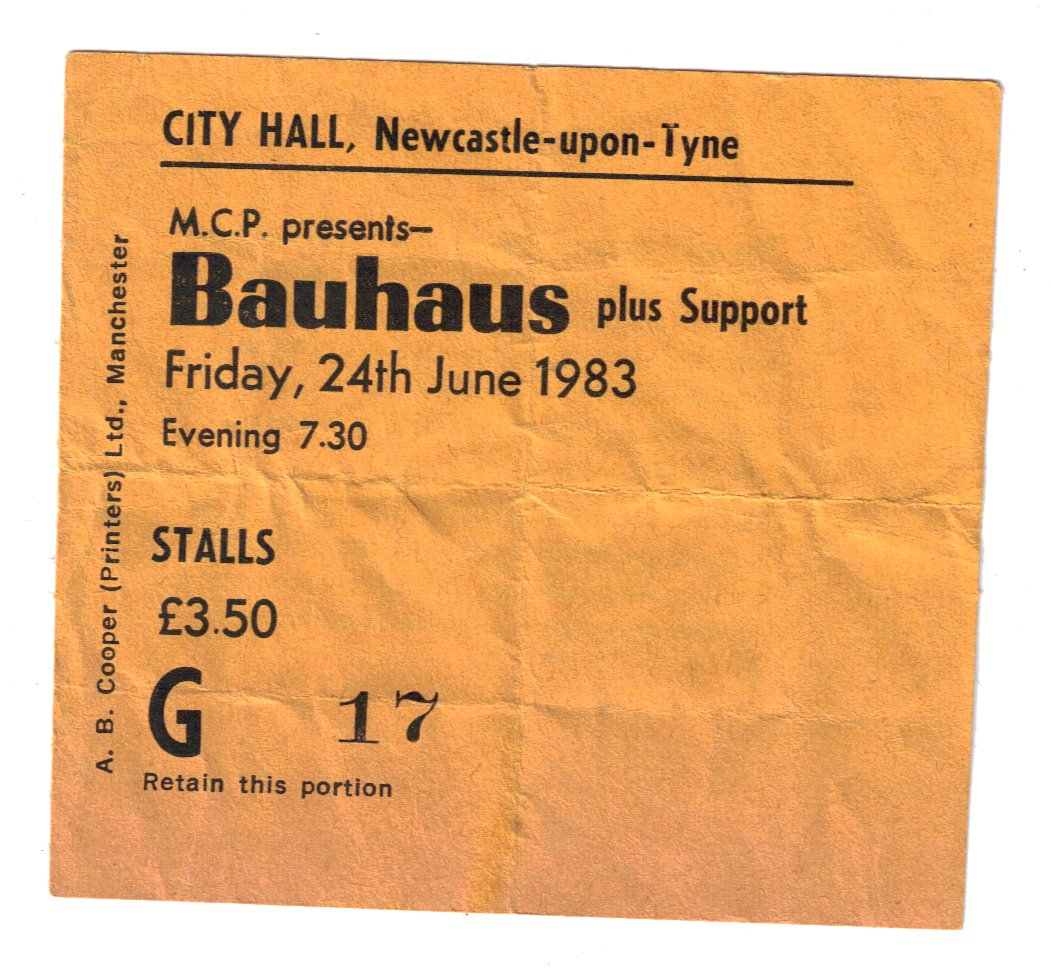 CITY HALL, Newcastle-upon-Tyne
M.C.P. presents—
Bauhaus plus Support
Friday, 24th June 1983
Evening 7.30
STALLS
£3.50
G 17
Retain this portion
A. B. Cooper (Printers) Ltd., Manchester